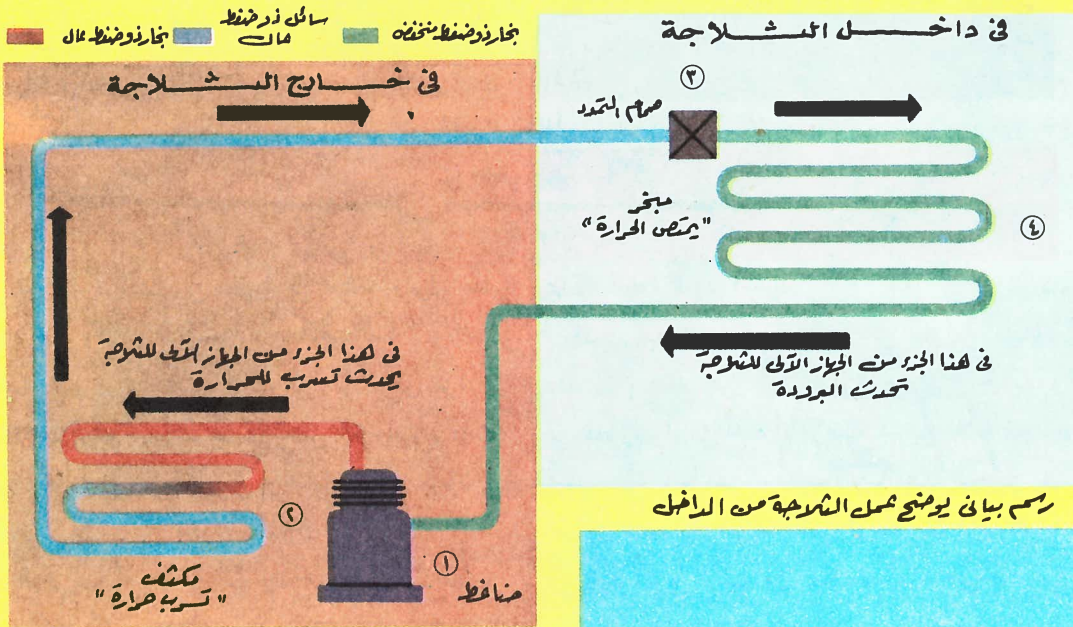 بخار ذو ضغط منخفض
سائل ذو ضغط
عال
بخار ذو ضغط عال
فى داخل الثلاجة
فى خارج الثلاجة
٣
صمام التمدد
مبخر
"يمتص الحرارة"
٤
فى هذا الجزء من الجهاز الآلى للثلاجة
تحدث البرودة
فى هذا الجزء من الجهاز الآلى للثلاجة
يحدث تسرب للحرارة
٢
١
ضاغط
مكثف
"تسرب حرارة"
رسم بيانى يوضح عمل الثلاجة من الداخل